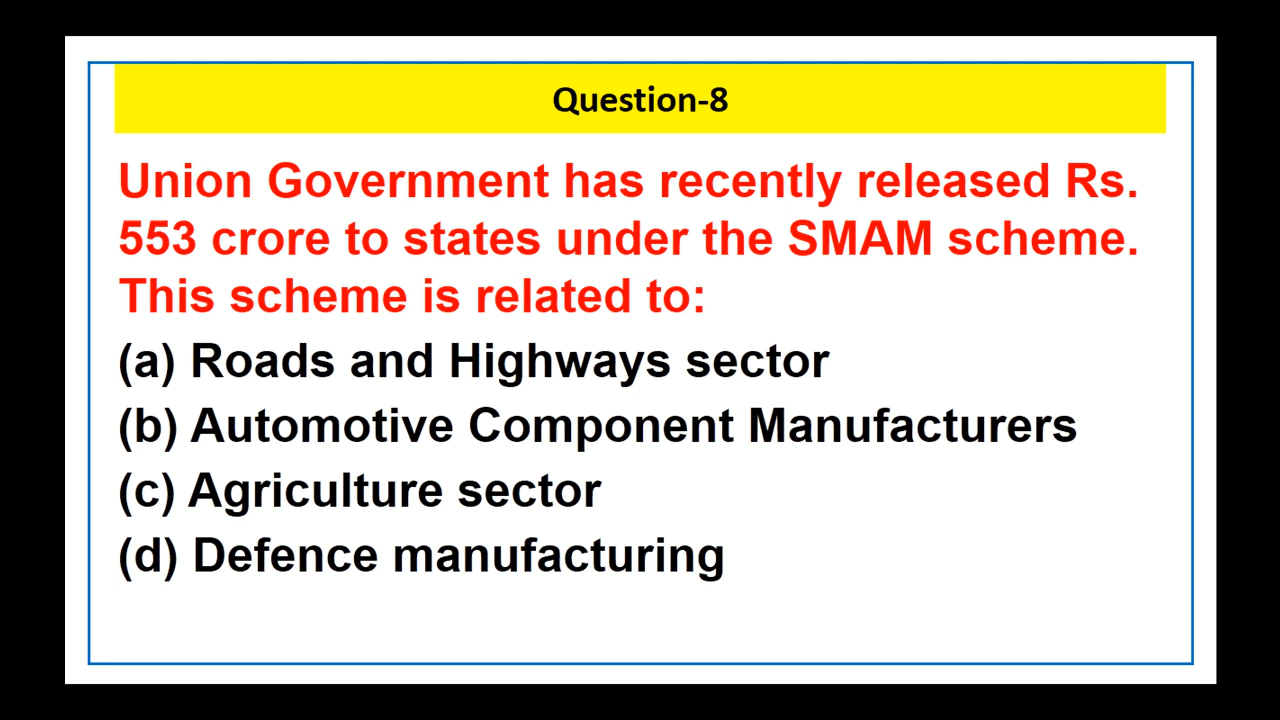 Question-8
Union Government has recently released Rs.
553 crore to states under the SMAM scheme.
This scheme is related to:
(a) Roads and Highways sector
(b) Automotive Component Manufacturers
(c) Agriculture sector
(d) Defence manufacturing